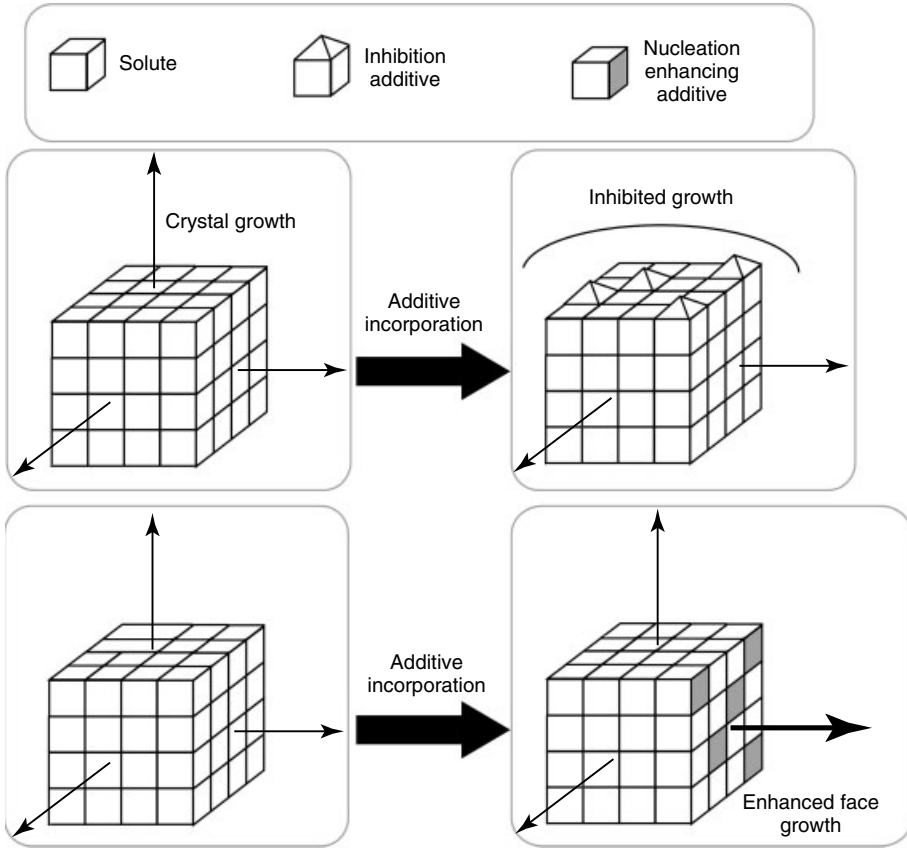 Solute
Inhibition
additive
Nucleation
enhancing
additive
Crystal growth
Additive
incorporation
Inhibited growth
Additive
incorporation
Enhanced face
growth